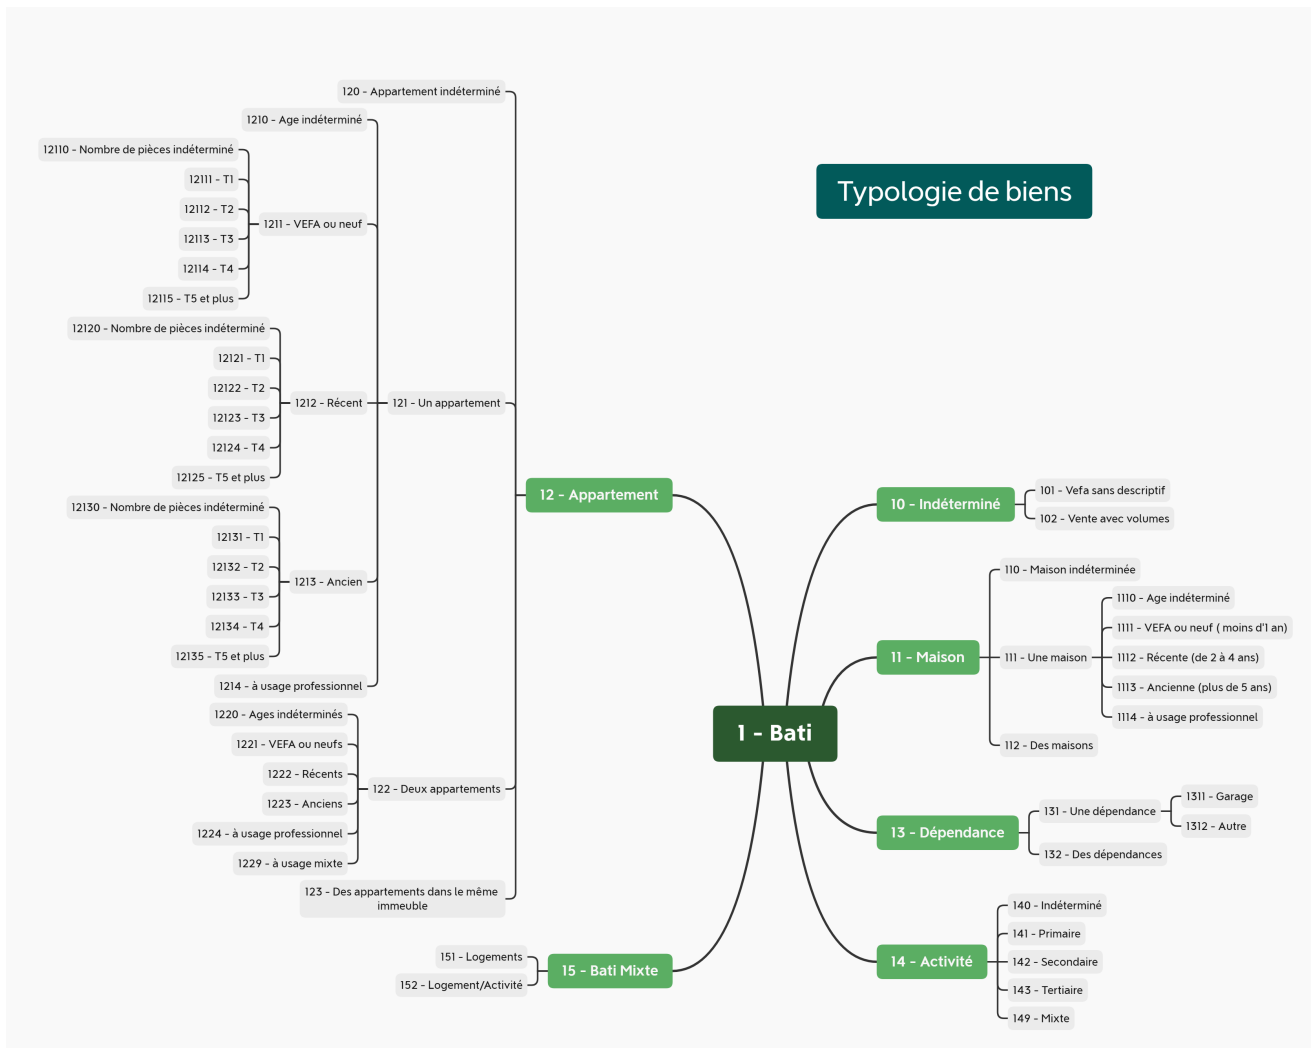 Typologie de biens
1 - Bati
10 - Indéterminé
101 - Vefa sans descriptif
102 - Vente avec volumes
11 - Maison
110 - Maison indéterminée
111 - Une maison
1110 - Age indéterminé
1111 - VEFA ou neuf ( moins d'1 an)
1112 - Récente (de 2 à 4 ans)
1113 - Ancienne (plus de 5 ans)
1114 - à usage professionnel
112 - Des maisons
13 - Dépendance
131 - Une dépendance
1311 - Garage
1312 - Autre
132 - Des dépendances
14 - Activité
140 - Indéterminé
141 - Primaire
142 - Secondaire
143 - Tertiaire
149 - Mixte
12 - Appartement
120 - Appartement indéterminé
121 - Un appartement
1210 - Age indéterminé
1211 - VEFA ou neuf
12110 - Nombre de pièces indéterminé
12111 - T1
12112 - T2
12113 - T3
12114 - T4
12115 - T5 et plus
1212 - Récent
12120 - Nombre de pièces indéterminé
12121 - T1
12122 - T2
12123 - T3
12124 - T4
12125 - T5 et plus
1213 - Ancien
12130 - Nombre de pièces indéterminé
12131 - T1
12132 - T2
12133 - T3
12134 - T4
12135 - T5 et plus
1214 - à usage professionnel
122 - Deux appartements
1220 - Ages indéterminés
1221 - VEFA ou neufs
1222 - Récents
1223 - Anciens
1224 - à usage professionnel
1229 - à usage mixte
123 - Des appartements dans le même
immeuble
15 - Bati Mixte
151 - Logements
152 - Logement/Activité